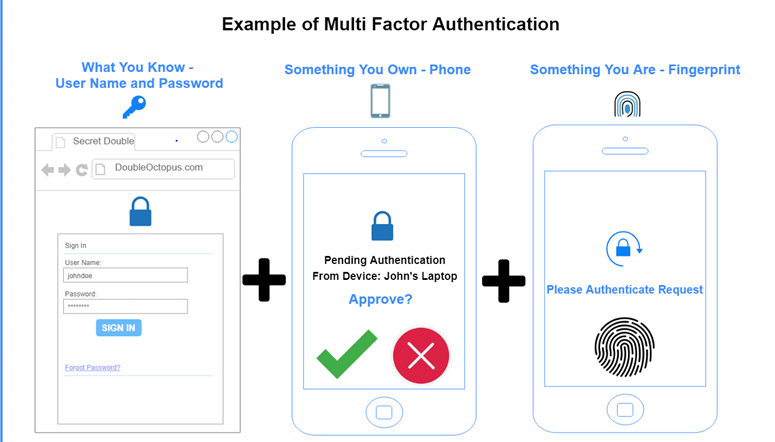 Example of Multi Factor Authentication
What You Know -
User Name and Password
Something You Own - Phone
Something You Are - Fingerprint
Secret Double
DoubleOctopus.com
Sign In
User Name:
johndoe
Password:
********
SIGN IN
Forgot Password?
Pending Authentication
From Device: John's Laptop
Approve?
Please Authenticate Request